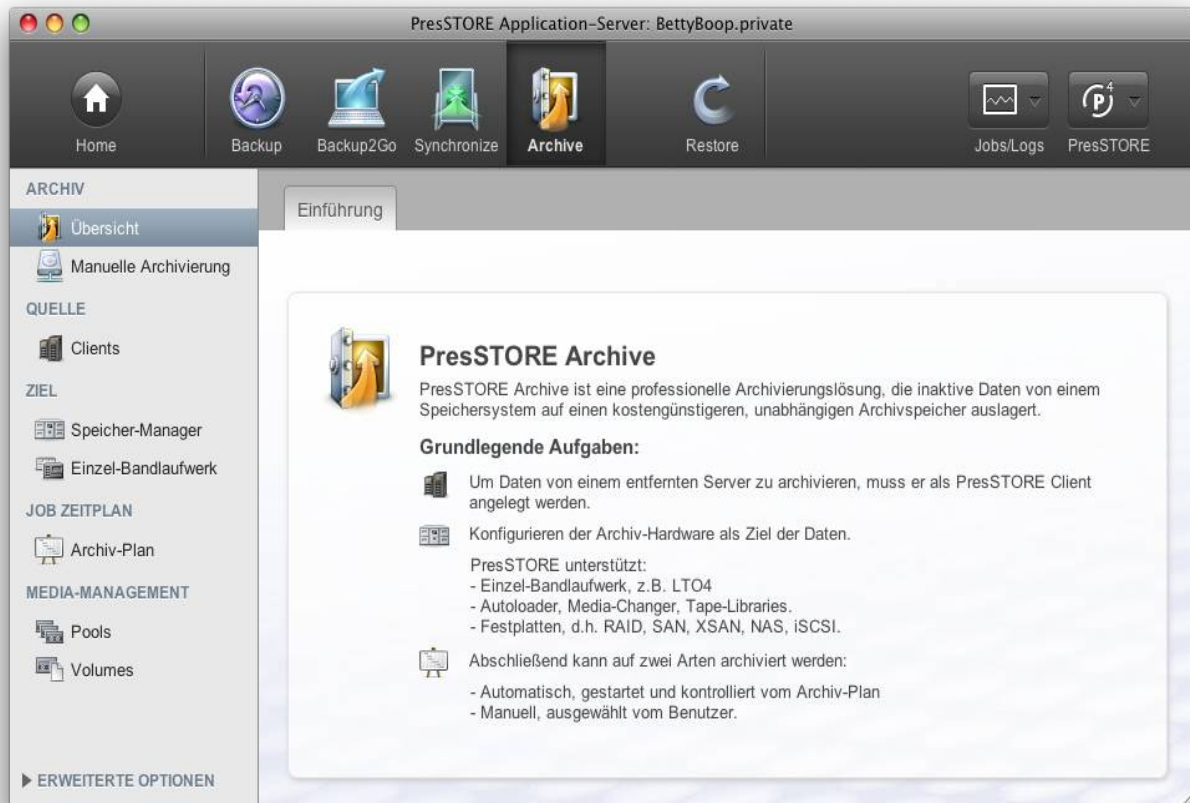 PresSTORE Application-Server: BettyBoop.private
Home
Backup
Backup2Go
Synchronize
Archive
Restore
Jobs/Logs
P4
PresSTORE
ARCHIV
Übersicht
Manuelle Archivierung
QUELLE
Clients
ZIEL
Speicher-Manager
Einzel-Bandlaufwerk
JOB ZEITPLAN
Archiv-Plan
MEDIA-MANAGEMENT
Pools
Volumes
ERWEITERTE OPTIONEN
Einführung
PresSTORE Archive
PresSTORE Archive ist eine professionelle Archivierungslösung, die inaktive Daten von einem
Speichersystem auf einen kostengünstigeren, unabhängigen Archivspeicher auslagert.
Grundlegende Aufgaben:
Um Daten von einem entfernten Server zu archivieren, muss er als PresSTORE Client
angelegt werden.
Konfigurieren der Archiv-Hardware als Ziel der Daten.
PresSTORE unterstützt:
- Einzel-Bandlaufwerk, z.B. LTO4
- Autoloader, Media-Changer, Tape-Libraries.
- Festplatten, d.h. RAID, SAN, XSAN, NAS, iSCSI.
Abschließend kann auf zwei Arten archiviert werden:
- Automatisch, gestartet und kontrolliert vom Archiv-Plan
- Manuell, ausgewählt vom Benutzer.